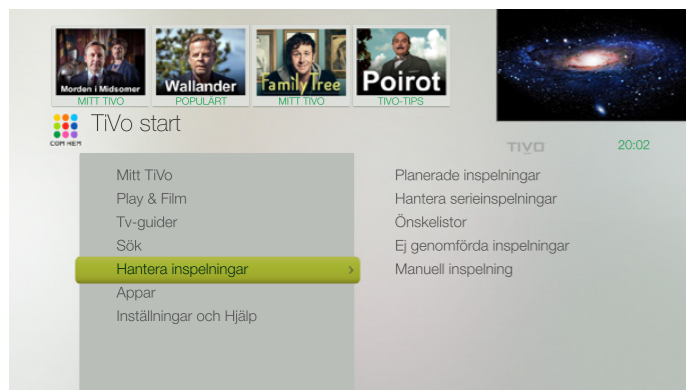 Morden i Midsomer
Wallander
Family Tree
Poirot
MITT TIVO
POPULÄRT
MITT TIVO
TIVO-TIPS
COM HEM
TiVo start
TIVO
20:02
Mitt TiVo
Play & Film
Tv-guider
Sök
Hantera inspelningar
Appar
Inställningar och Hjälp
Planerade inspelningar
Hantera serieinspelningar
Önskelistor
Ej genomförda inspelningar
Manuell inspelning